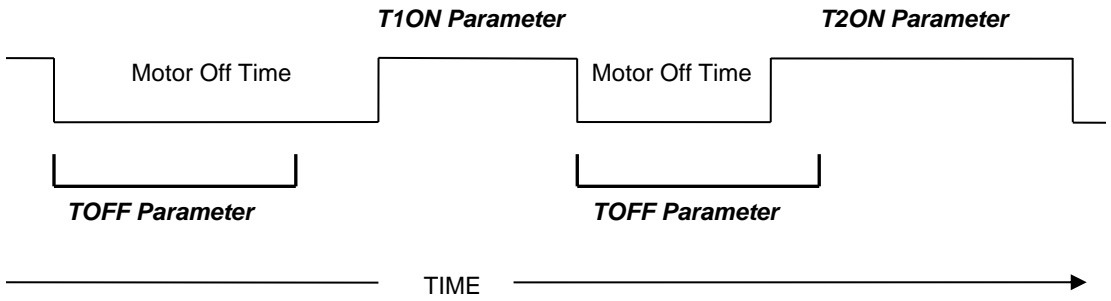 T1ON Parameter
T2ON Parameter
Motor Off Time
Motor Off Time
TOFF Parameter
TOFF Parameter
TIME